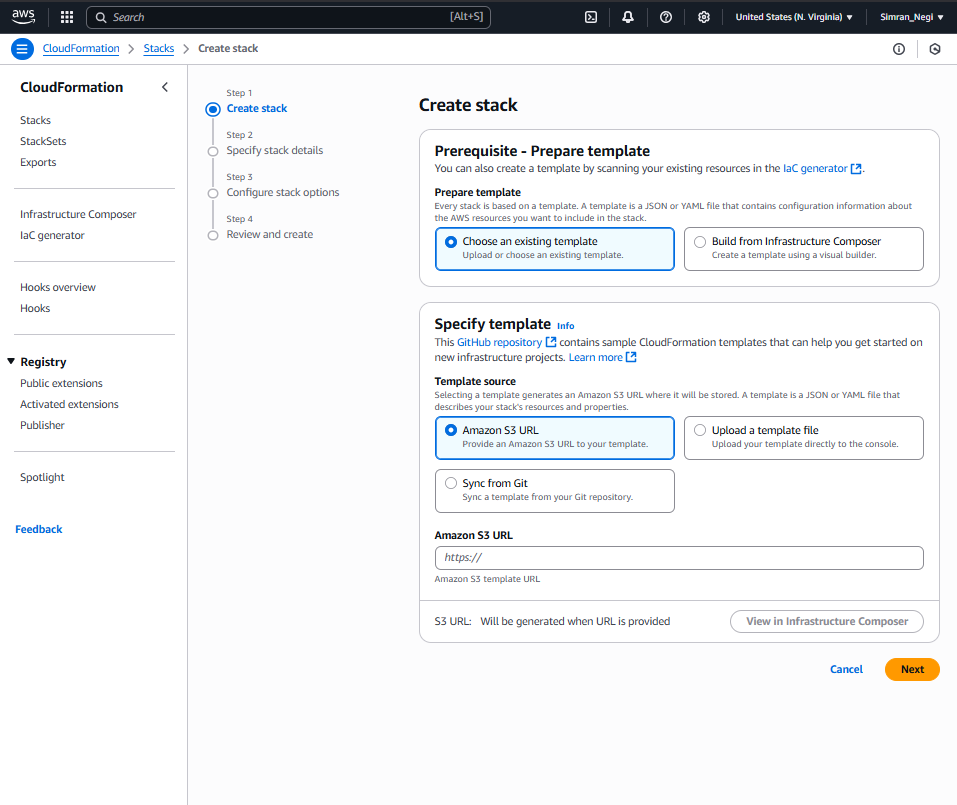 aws
Search [Alt+S]
United States (N. Virginia)
Simran_Negi
CloudFormation
Stacks
Create stack
CloudFormation
Stacks
StackSets
Exports
Infrastructure Composer
IaC generator
Hooks overview
Hooks
Registry
Public extensions
Activated extensions
Publisher
Spotlight
Feedback
Step 1
Create stack
Step 2
Specify stack details
Step 3
Configure stack options
Step 4
Review and create
Create stack
Prerequisite - Prepare template
You can also create a template by scanning your existing resources in the IaC generator.
Prepare template
Every stack is based on a template. A template is a JSON or YAML file that contains configuration information about
the AWS resources you want to include in the stack.
Choose an existing template
Upload or choose an existing template.
Build from Infrastructure Composer
Create a template using a visual builder.
Specify template Info
This GitHub repository contains sample CloudFormation templates that can help you get started on
new infrastructure projects. Learn more
Template source
Selecting a template generates an Amazon S3 URL where it will be stored. A template is a JSON or YAML file that
describes your stack's resources and properties.
Amazon S3 URL
Provide an Amazon S3 URL to your template.
Upload a template file
Upload your template directly to the console.
Sync from Git
Sync a template from your Git repository.
Amazon S3 URL
https://
Amazon S3 template URL
S3 URL: Will be generated when URL is provided
View in Infrastructure Composer
Cancel
Next